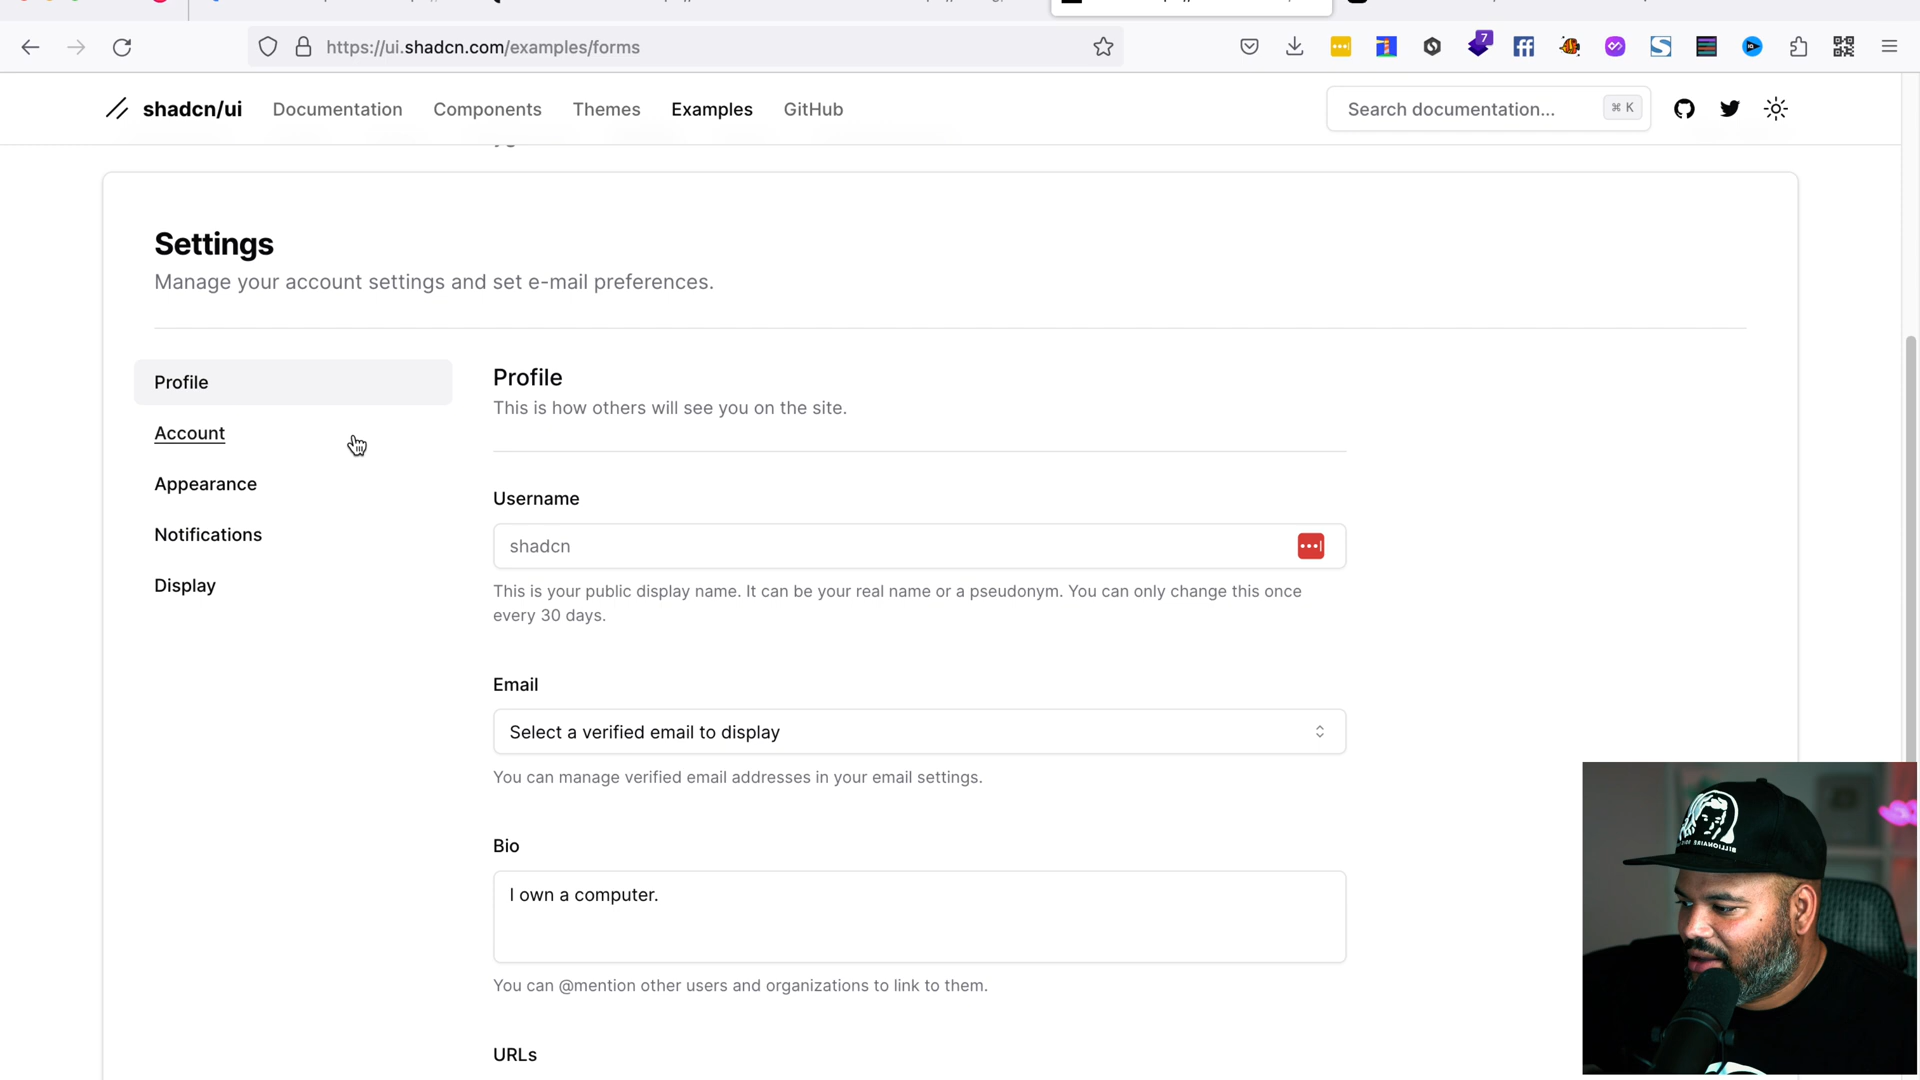 https://ui.shadcn.com/examples/forms
7
shadcn/ui
Documentation
Components
Themes
Examples
GitHub
Search documentation...
⌘ K
Settings
Manage your account settings and set e-mail preferences.
Profile
Account
Appearance
Notifications
Display
Profile
This is how others will see you on the site.
Username
shadcn
This is your public display name. It can be your real name or a pseudonym. You can only change this once
every 30 days.
Email
Select a verified email to display
You can manage verified email addresses in your email settings.
Bio
I own a computer.
You can @mention other users and organizations to link to them.
URLs